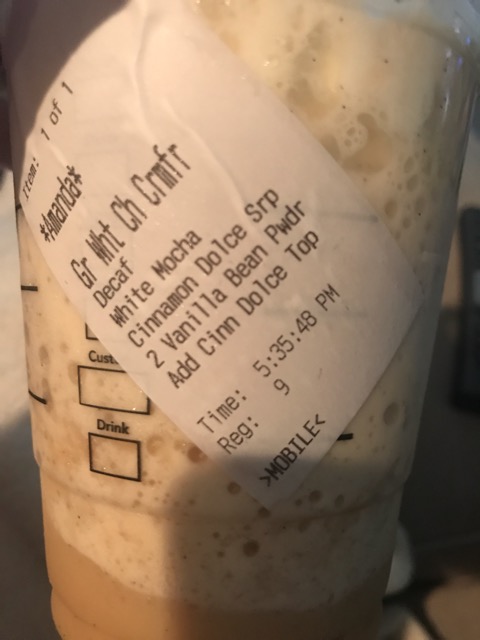 Item: 1 of 1
*Amanda*
Gr Wht Ch Crmfr
Decaf
White Mocha
Cinnamon Dolce Srp
2 Vanilla Bean Pwdr
Add Cinn Dolce Top
Time: 5:35:48 PM
Reg: 9
>MOBILE<
Cust
Drink